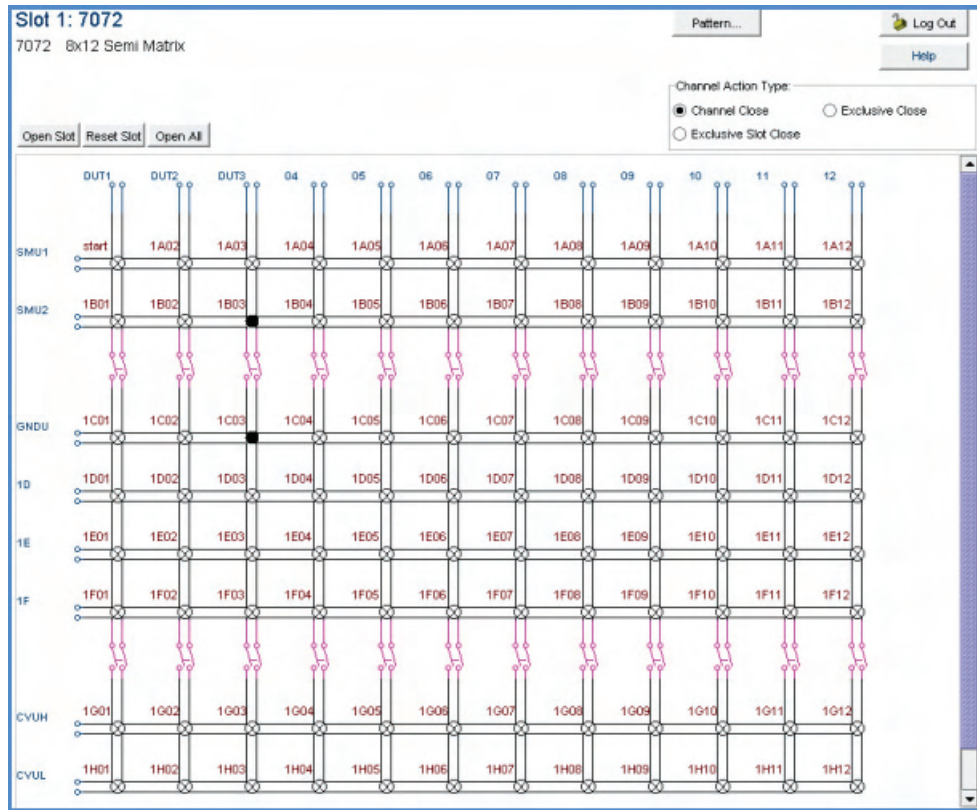 Slot 1: 7072
Pattern...
Log Out
7072 8x12 Semi Matrix
Help
Channel Action Type:
Channel Close
Exclusive Close
Exclusive Slot Close
Open Slot Reset Slot Open All
DUT1 DUT2 DUT3 04 05 06 07 08 09 10 11 12
SMU1 start 1A02 1A03 1A04 1A05 1A06 1A07 1A08 1A09 1A10 1A11 1A12
SMU2 1B01 1B02 1B03 1B04 1B05 1B06 1B07 1B08 1B09 1B10 1B11 1B12
GNDU 1C01 1C02 1C03 1C04 1C05 1C06 1C07 1C08 1C09 1C10 1C11 1C12
1D 1D01 1D02 1D03 1D04 1D05 1D06 1D07 1D08 1D09 1D10 1D11 1D12
1E 1E01 1E02 1E03 1E04 1E05 1E06 1E07 1E08 1E09 1E10 1E11 1E12
1F 1F01 1F02 1F03 1F04 1F05 1F06 1F07 1F08 1F09 1F10 1F11 1F12
CVUH 1G01 1G02 1G03 1G04 1G05 1G06 1G07 1G08 1G09 1G10 1G11 1G12
CVUL 1H01 1H02 1H03 1H04 1H05 1H06 1H07 1H08 1H09 1H10 1H11 1H12